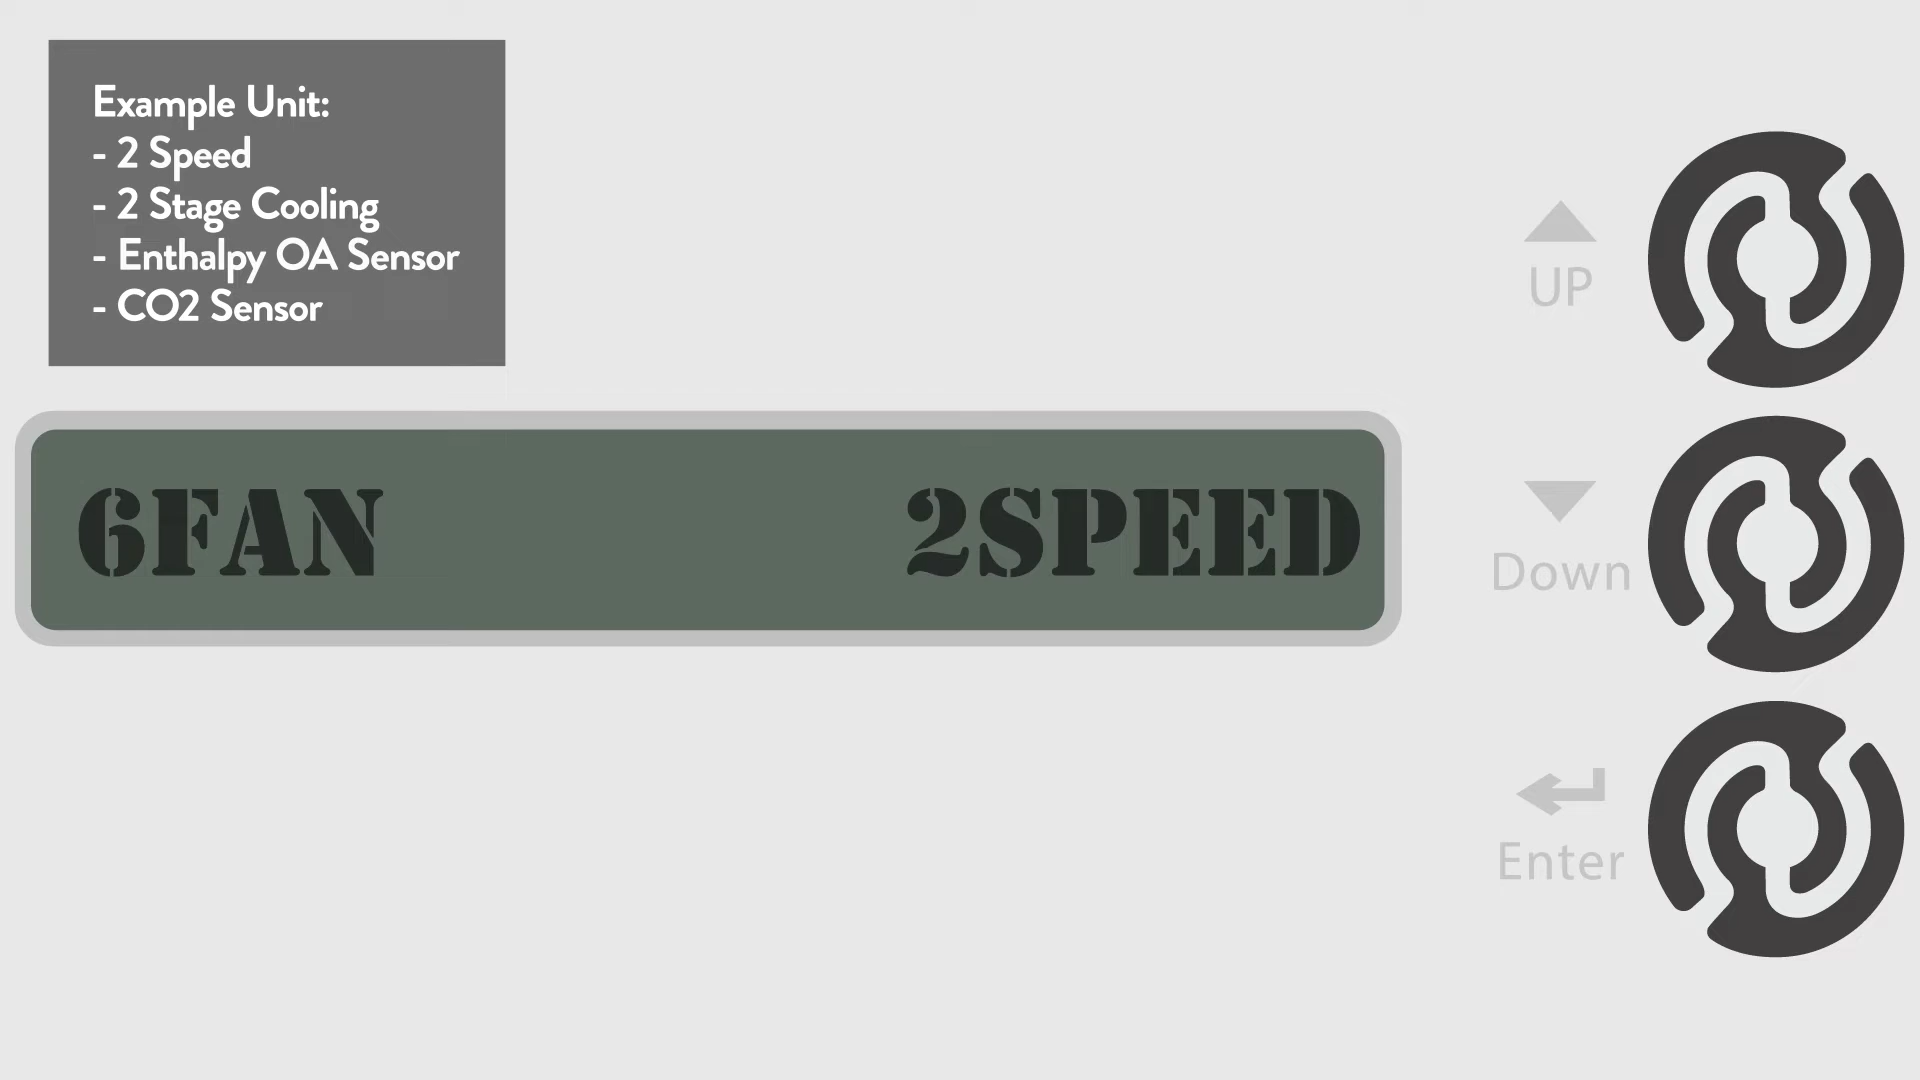 Example Unit:
- 2 Speed
- 2 Stage Cooling
- Enthalpy OA Sensor
- CO2 Sensor
UP
6FAN 2SPEED
Down
Enter